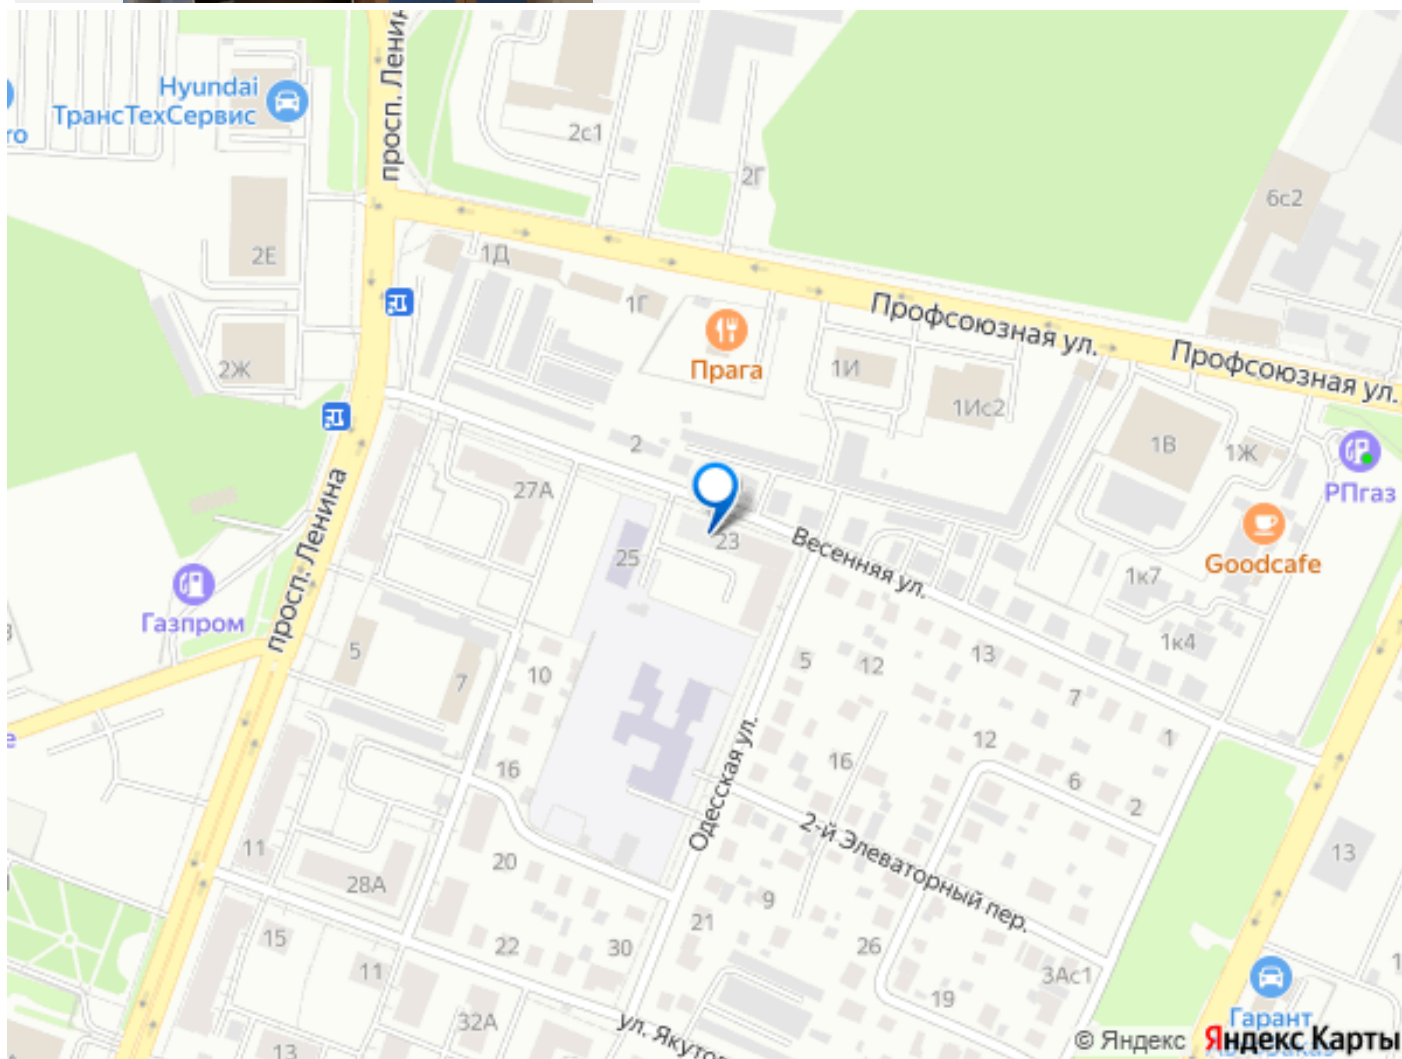 просп. Ленин
Hyundai
ТрансТехСервис
го
2с1
2Г
6с2
2Е
1Д
1Г
Профсоюзная ул.
Профсоюзная ул.
2Ж
Прага
1И
1Ис2
1В
1Ж
РПгаз
2
27А
просп. Ленина
25
23
Весенняя ул.
Goodcafe
1к7
Газпром
5
7
10
5
12
13
1к4
7
1
е
16
Одесская ул.
16
12
6
2
2-й Элеваторный пер.
11
28А
20
9
13
15
11
22
30
21
26
3Ас1
19
1
32А
13
ул. Якутов
Гарант
© Яндекс Яндекс Карты